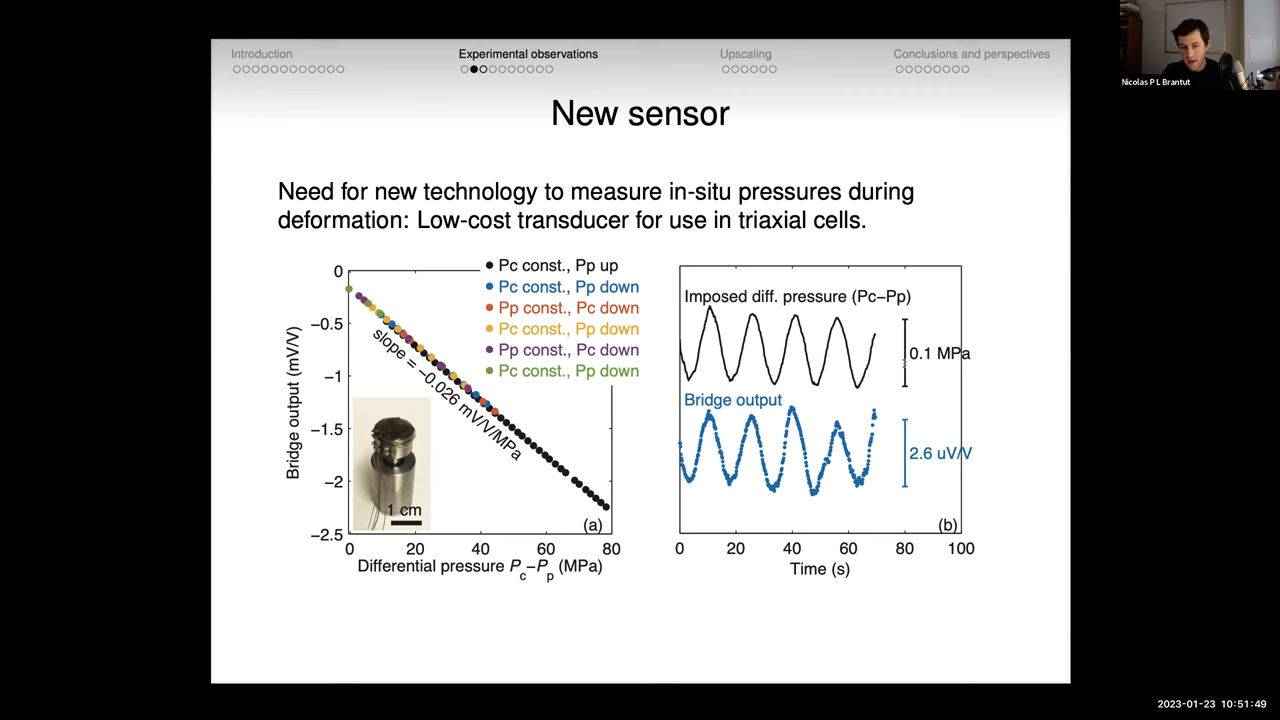 Introduction
Experimental observations
Upscaling
Conclusions and perspectives
Nicolas P L Brantut
New sensor
Need for new technology to measure in-situ pressures during
deformation: Low-cost transducer for use in triaxial cells.
Pc const., Pp up
Pc const., Pp down
Pp const., Pc down
Pc const., Pp down
Pp const., Pc down
Pc const., Pp down
Bridge output (mV/V)
0
−0.5
−1
−1.5
−2
−2.5
slope = −0.026 mV/V/MPa
1 cm
(a)
0 20 40 60 80
Differential pressure Pc−Pp (MPa)
Imposed diff. pressure (Pc−Pp)
0.1 MPa
Bridge output
2.6 uV/V
(b)
0 20 40 60 80 100
Time (s)
2023-01-23 10:51:49